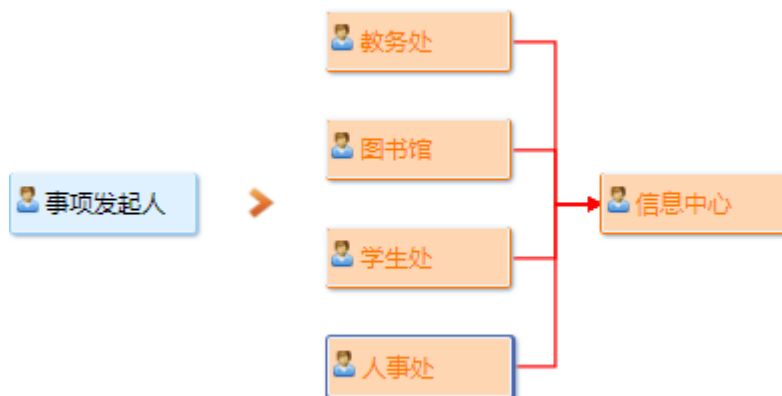 教务处
图书馆
事项发起人
信息中心
学生处
人事处